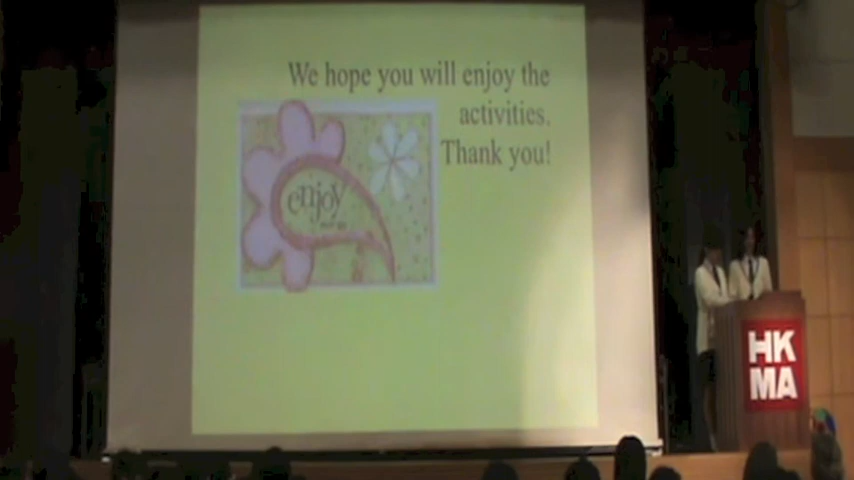 We hope you will enjoy the
activities.
Thank you!
enjoy
HK
MA